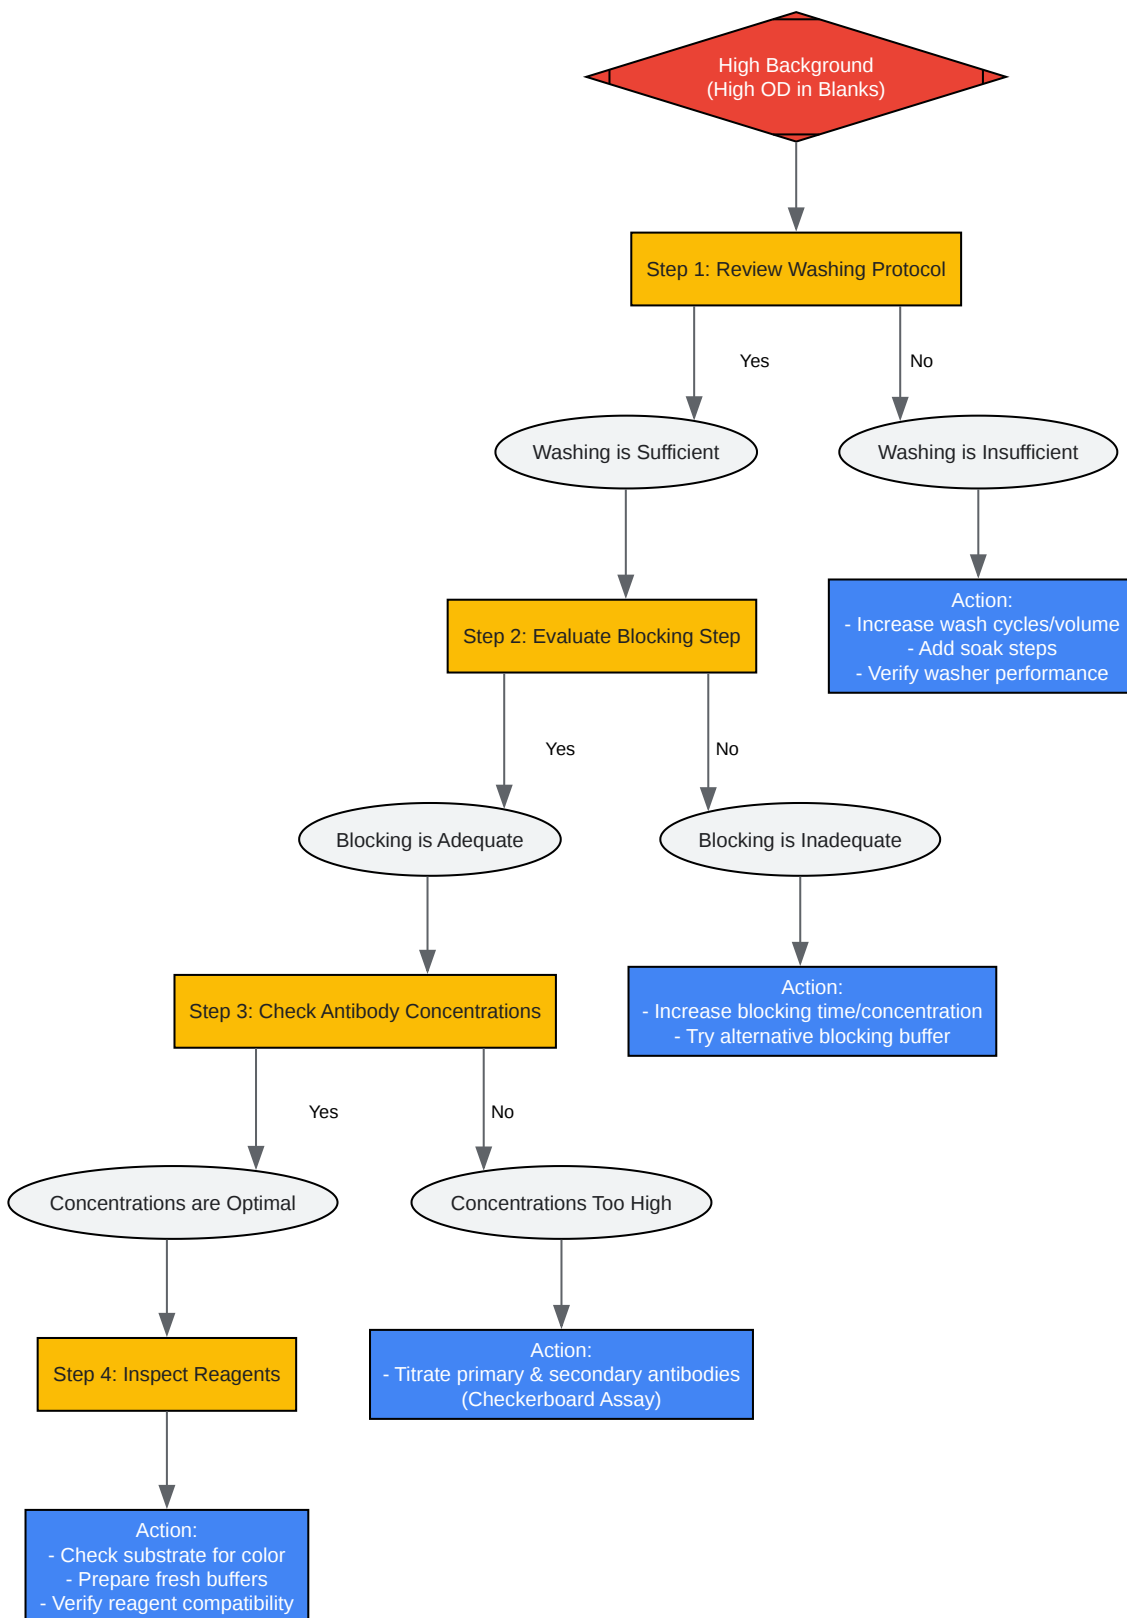 High Background
(High OD in Blanks)
Step 1: Review Washing Protocol
Yes
No
Washing is Sufficient
Washing is Insufficient
Action:
- Increase wash cycles/volume
- Add soak steps
- Verify washer performance
Step 2: Evaluate Blocking Step
Yes
No
Blocking is Adequate
Blocking is Inadequate
Action:
- Increase blocking time/concentration
- Try alternative blocking buffer
Step 3: Check Antibody Concentrations
Yes
No
Concentrations are Optimal
Concentrations Too High
Action:
- Titrate primary & secondary antibodies
(Checkerboard Assay)
Step 4: Inspect Reagents
Action:
- Check substrate for color
- Prepare fresh buffers
- Verify reagent compatibility